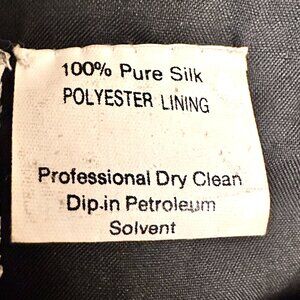 100% Pure Silk
POLYESTER LINING
Professional Dry Clean
Dip.in Petroleum
Solvent